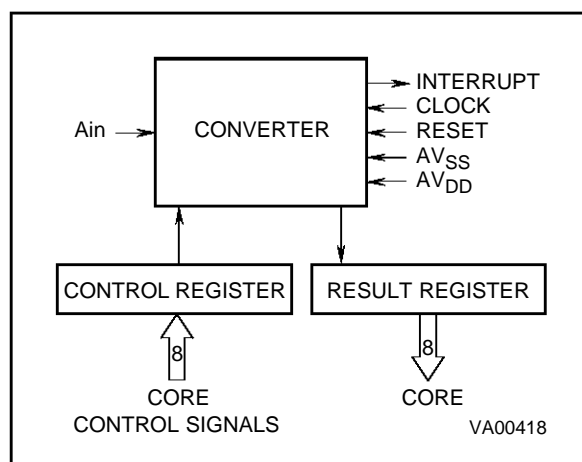 INTERRUPT
CLOCK
Ain
CONVERTER
RESET
AVSS
AVDD
CONTROL REGISTER
RESULT REGISTER
8
8
CORE
CONTROL SIGNALS
CORE
VA00418